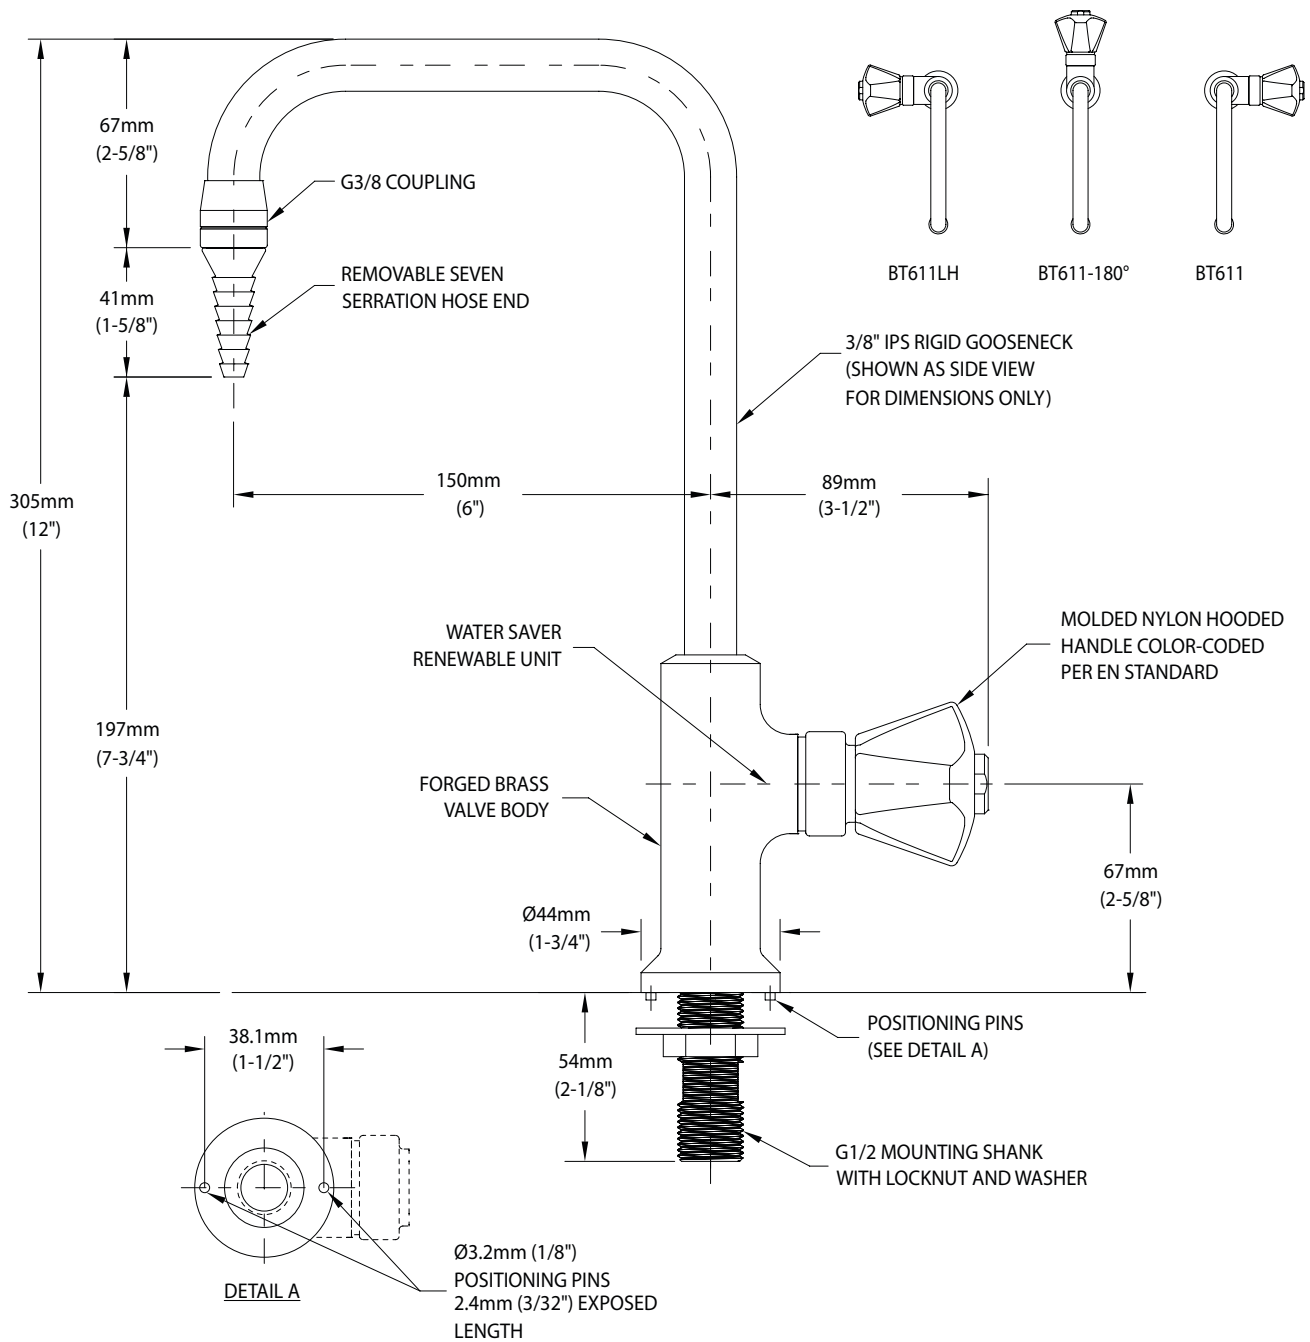 67mm
(2-5/8")
G3/8 COUPLING
REMOVABLE SEVEN
SERRATION HOSE END
41mm
(1-5/8")
BT611LH
BT611-180°
BT611
3/8" IPS RIGID GOOSENECK
(SHOWN AS SIDE VIEW
FOR DIMENSIONS ONLY)
305mm
(12")
150mm
(6")
89mm
(3-1/2")
WATER SAVER
RENEWABLE UNIT
MOLDED NYLON HOODED
HANDLE COLOR-CODED
PER EN STANDARD
197mm
(7-3/4")
FORGED BRASS
VALVE BODY
67mm
(2-5/8")
Ø44mm
(1-3/4")
38.1mm
(1-1/2")
54mm
(2-1/8")
POSITIONING PINS
(SEE DETAIL A)
G1/2 MOUNTING SHANK
WITH LOCKNUT AND WASHER
DETAIL A
Ø3.2mm (1/8")
POSITIONING PINS
2.4mm (3/32") EXPOSED
LENGTH